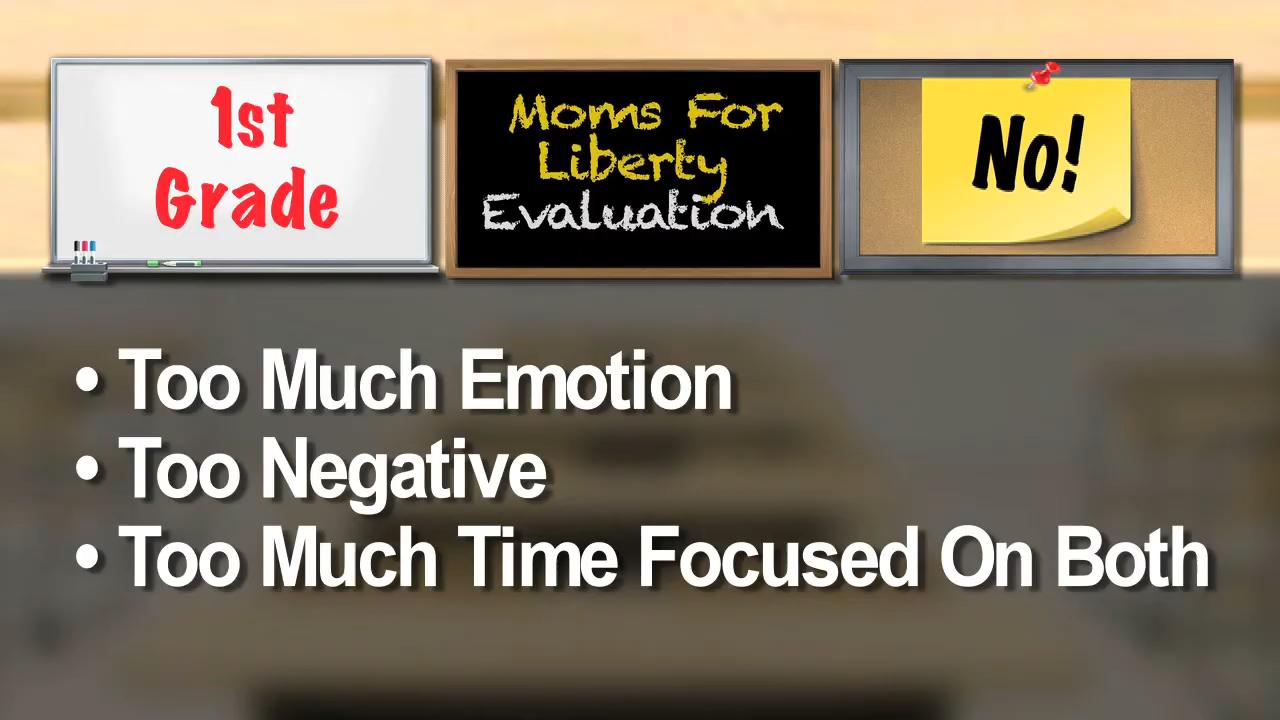 1st
Grade
Moms For
Liberty
Evaluation
No!
• Too Much Emotion
• Too Negative
• Too Much Time Focused On Both